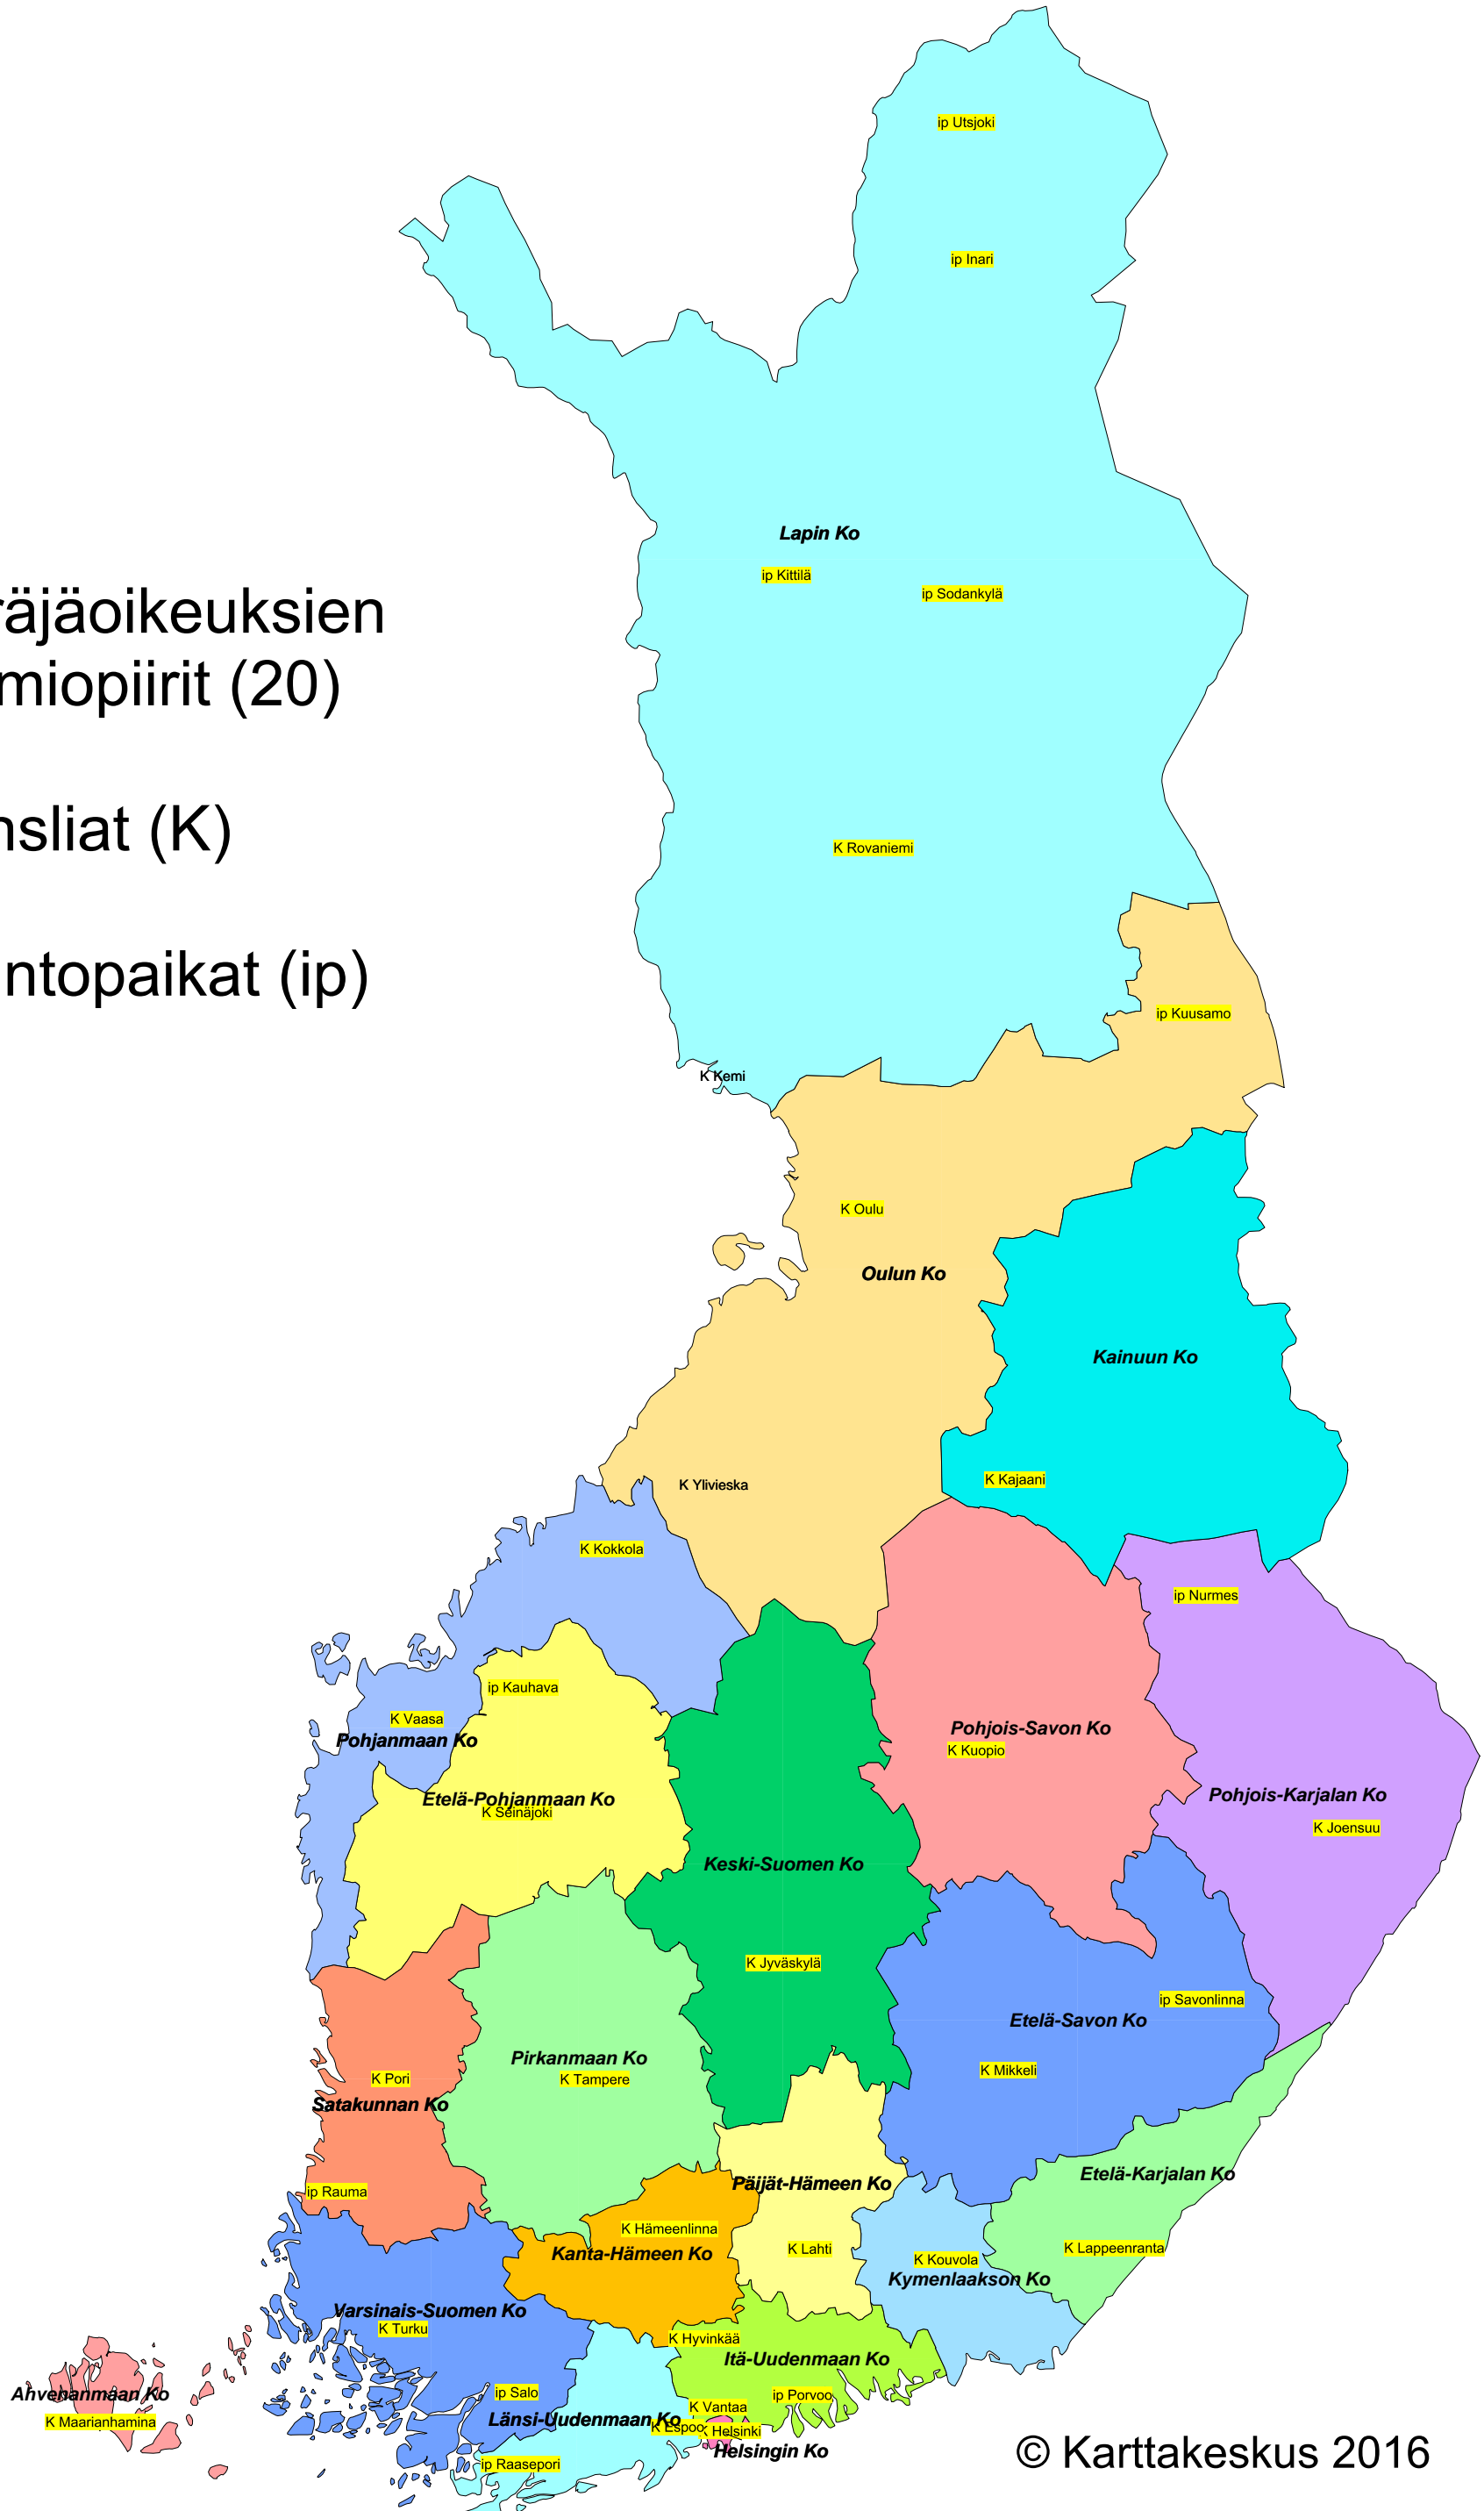 ip Utsjoki
ip Inari
Lapin Ko
ip Kittilä
ip Sodankylä
räjäoikeuksien
miopiirit (20)
nsliat (K)
K Rovaniemi
ntopaikat (ip)
ip Kuusamo
K Kemi
K Oulu
Oulun Ko
Kainuun Ko
K Kajaani
K Ylivieska
K Kokkola
ip Nurmes
ip Kauhava
K Vaasa
Pohjanmaan Ko
Pohjois-Savon Ko
K Kuopio
Etelä-Pohjanmaan Ko
K Seinäjoki
Pohjois-Karjalan Ko
K Joensuu
Keski-Suomen Ko
K Jyväskylä
ip Savonlinna
Etelä-Savon Ko
K Mikkeli
Pirkanmaan Ko
K Tampere
K Pori
Satakunnan Ko
Etelä-Karjalan Ko
Päijät-Hämeen Ko
ip Rauma
K Hämeenlinna
K Lahti
K Lappeenranta
Kanta-Hämeen Ko
K Kouvola
Kymenlaakson Ko
Varsinais-Suomen Ko
K Turku
K Hyvinkää
Itä-Uudenmaan Ko
ip Salo
ip Porvoo
Ahvenanmaan Ko
K Maarianhamina
K Vantaa
Länsi-Uudenmaan Ko
K Espoo
K Helsinki
Helsingin Ko
ip Raasepori
© Karttakeskus 2016